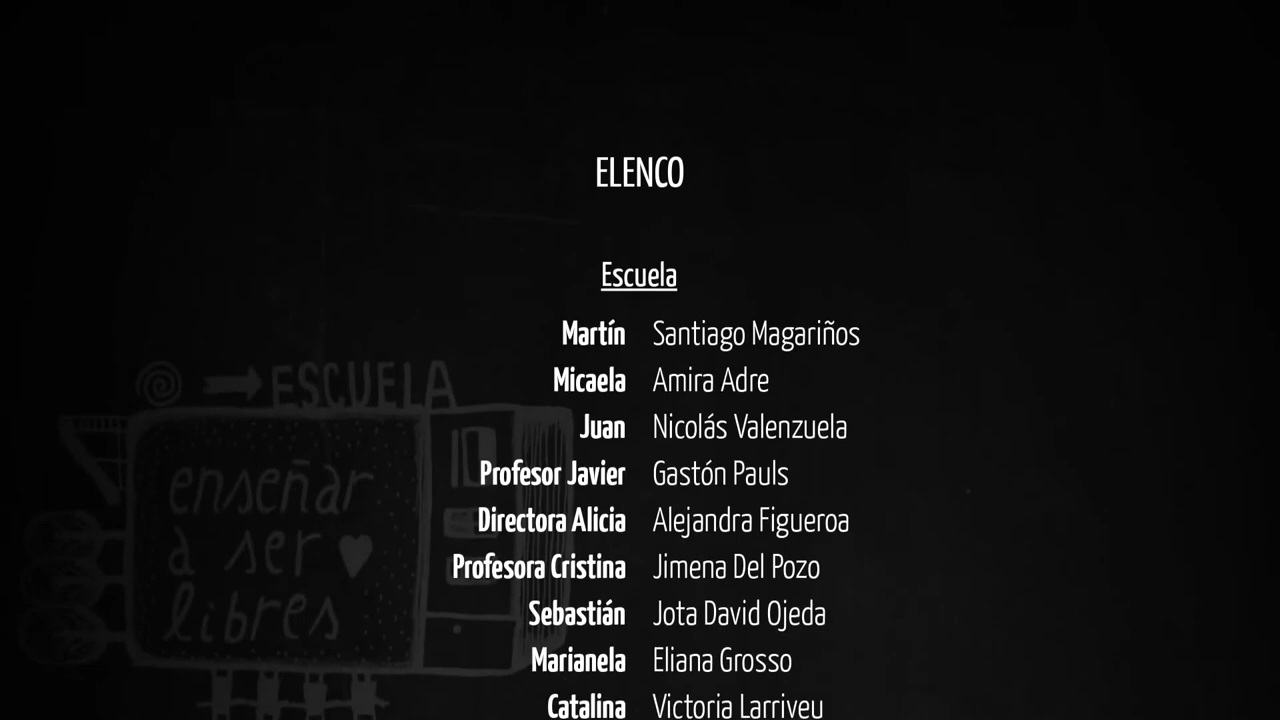 ELENCO
Escuela
Martín Santiago Magariños
Micaela Amira Adre
Juan Nicolás Valenzuela
Profesor Javier Gastón Pauls
Directora Alicia Alejandra Figueroa
Profesora Cristina Jimena Del Pozo
Sebastián Jota David Ojeda
Marianela Eliana Grosso
Catalina Victoria Larriveu
ESCUELA
enseñar
a ser
libres